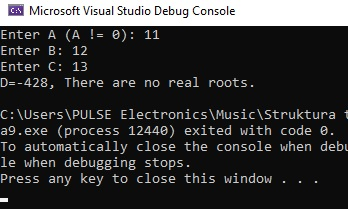 Microsoft Visual Studio Debug Console
Enter A (A != 0): 11
Enter B: 12
Enter C: 13
D=-428, There are no real roots.
C:\Users\PULSE Electronics\Music\Struktura
a9.exe (process 12440) exited with code 0.
To automatically close the console when
le when debugging stops.
Press any key to close this window . . .